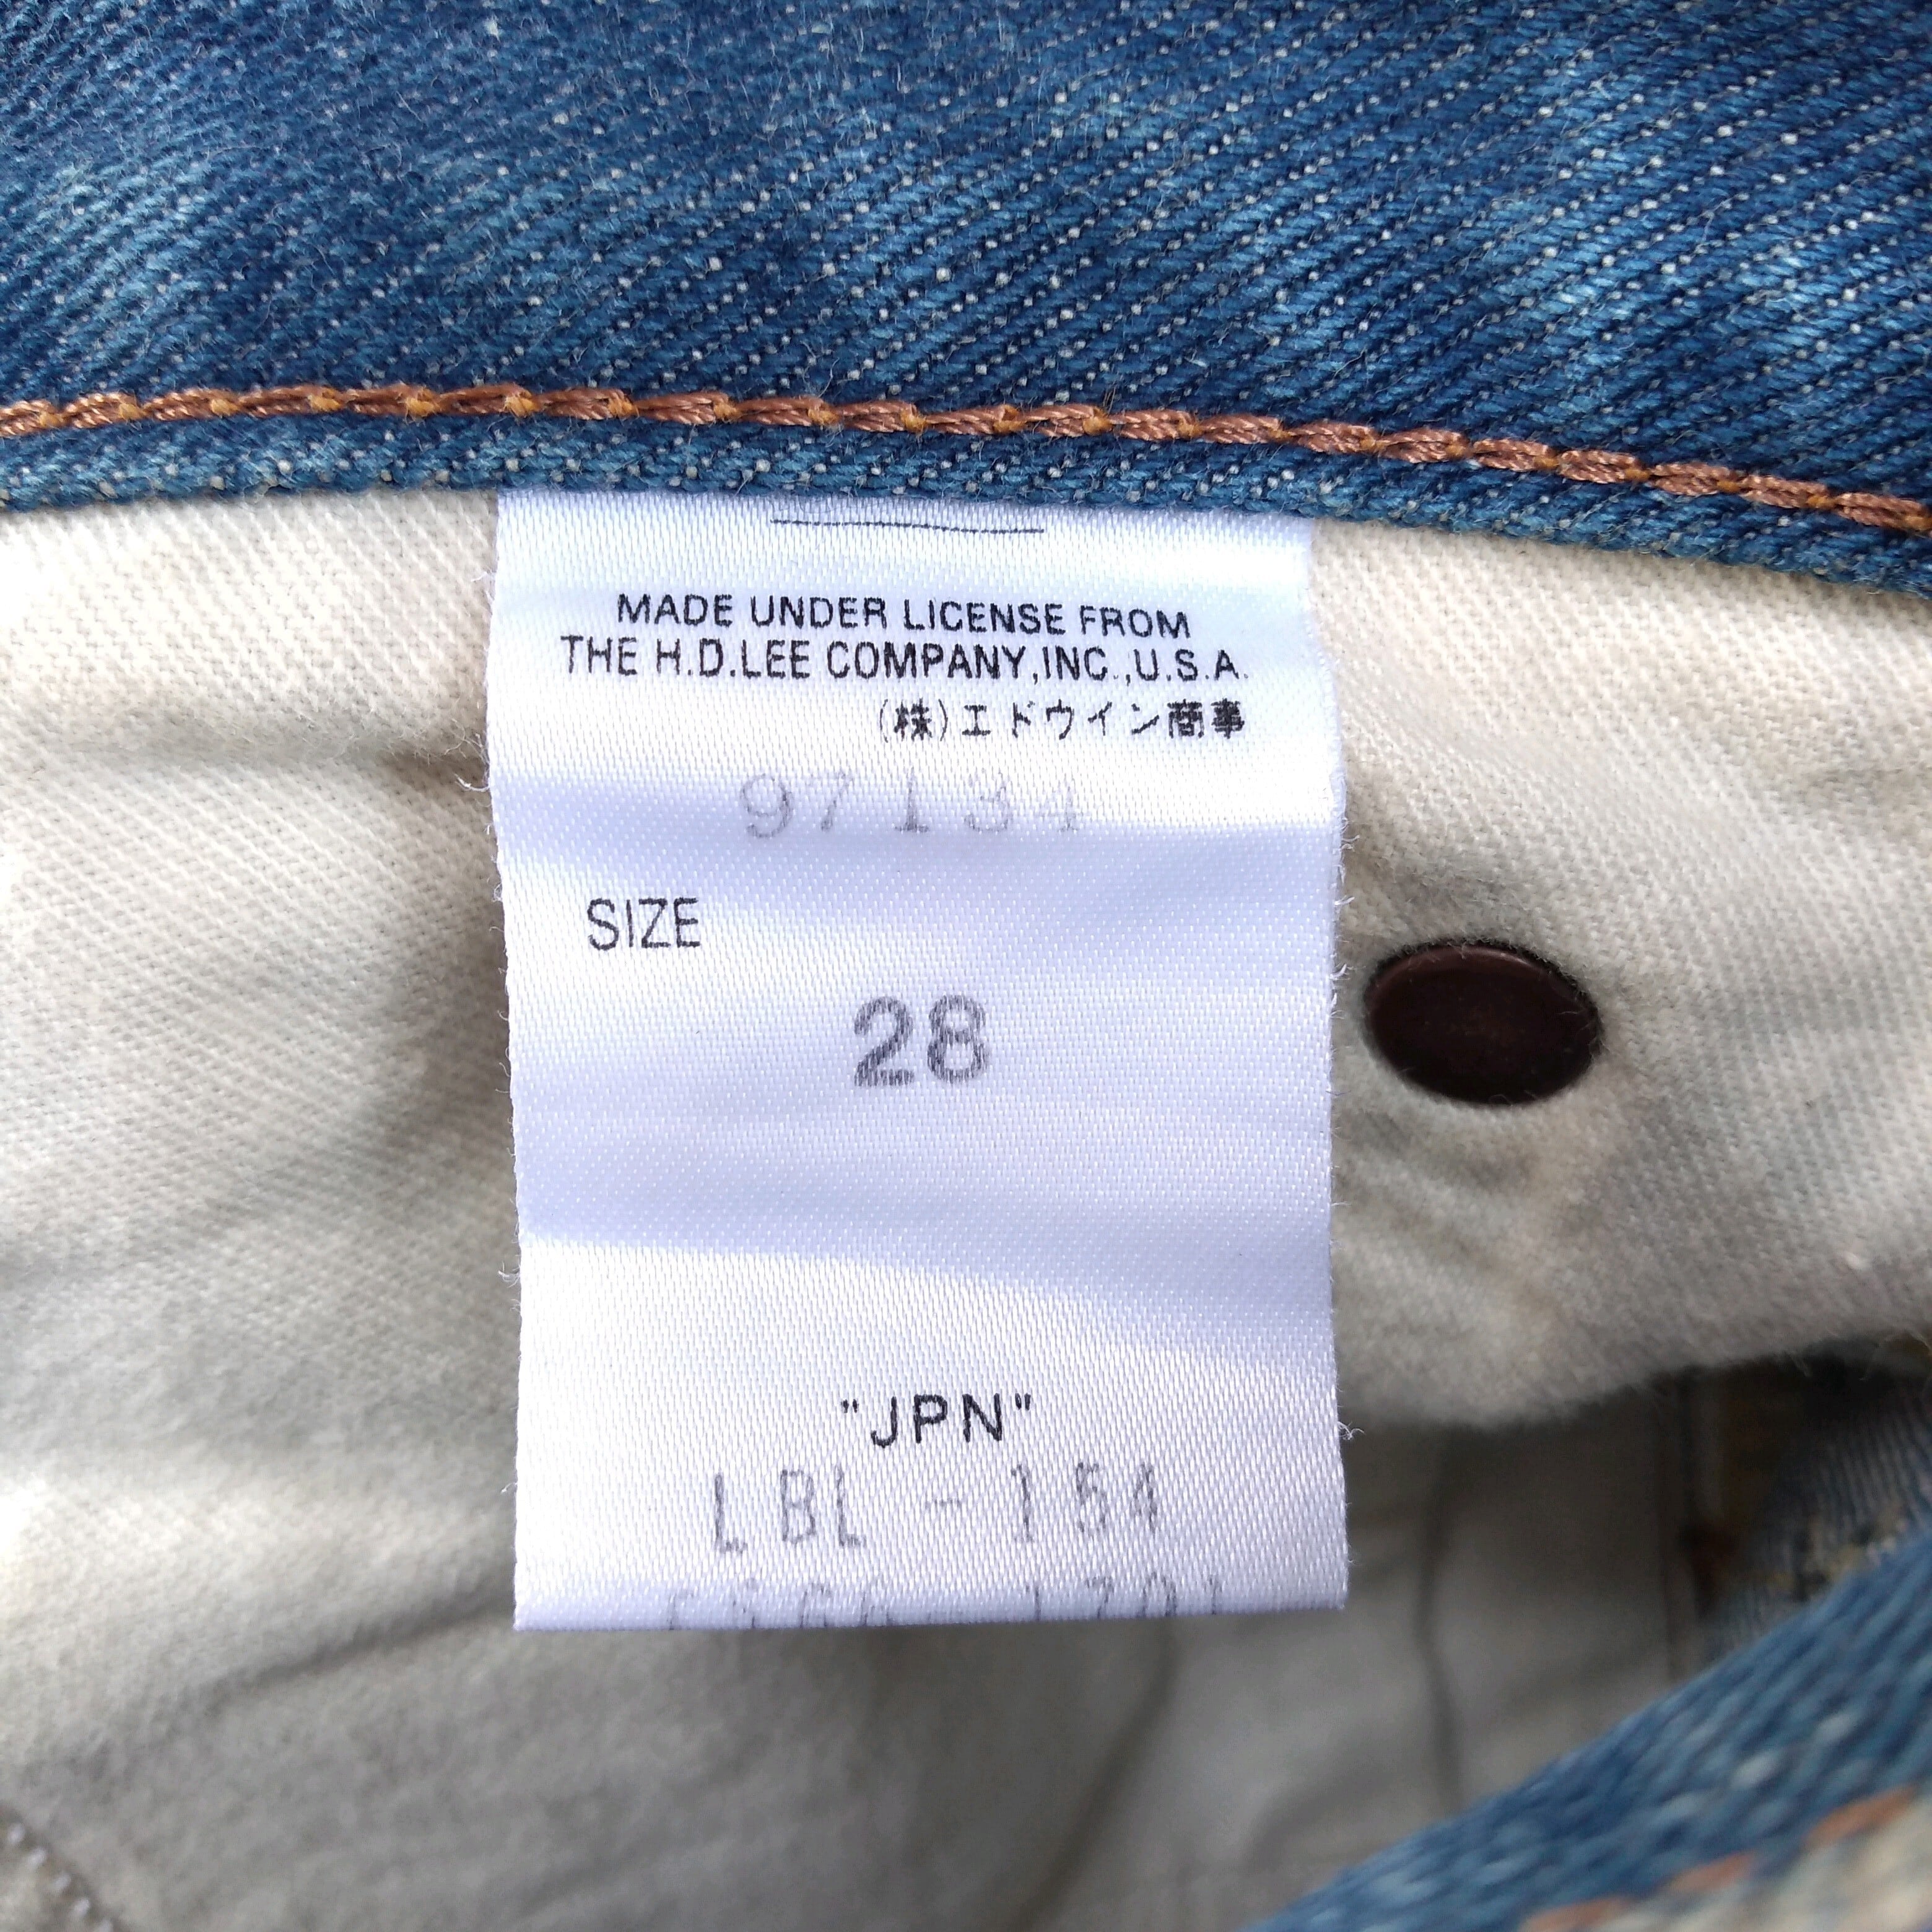 MADE UNDER LICENSE FROM
THE H.D.LEE COMPANY,INC.,U.S.A.
(株)エドウイン商事
97134
SIZE
28
"JPN"
LBL-154